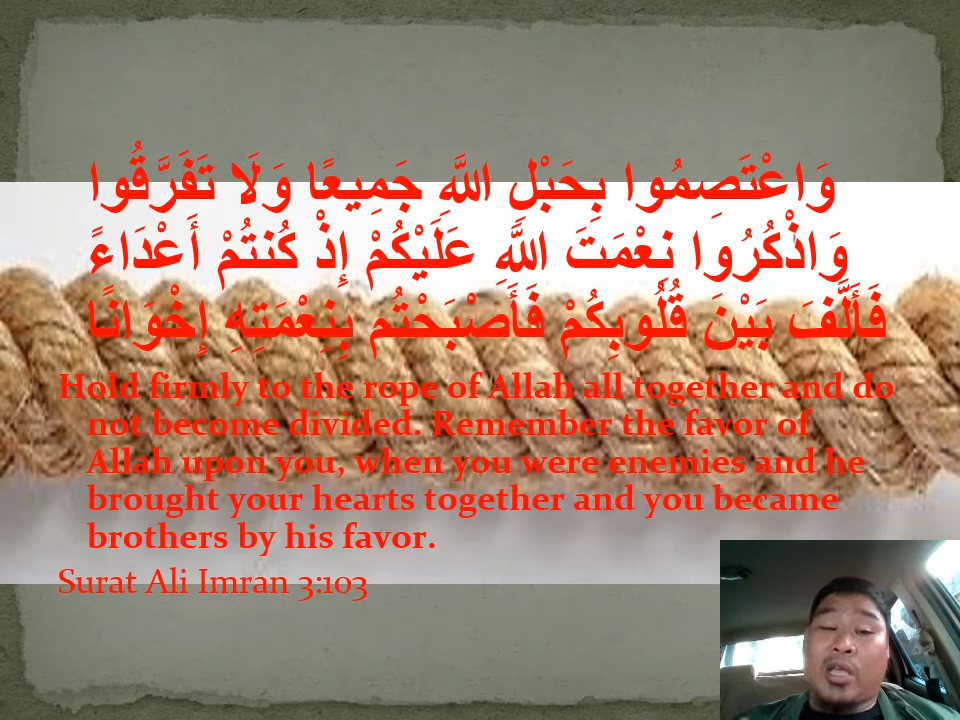 وَاعْتَصِمُوا بِحَبْلِ اللَّهِ جَمِيعًا وَلَا تَفَرَّقُوا
وَاذْكُرُوا نِعْمَتَ اللَّهِ عَلَيْكُمْ إِذْ كُنتُمْ أَعْدَاءً
فَأَلَّفَ بَيْنَ قُلُوبِكُمْ فَأَصْبَحْتُم بِنِعْمَتِهِ إِخْوَانًا
Hold firmly to the rope of Allah all together and do
not become divided. Remember the favor of
Allah upon you, when you were enemies and he
brought your hearts together and you became
brothers by his favor.
Surat Ali Imran 3:103